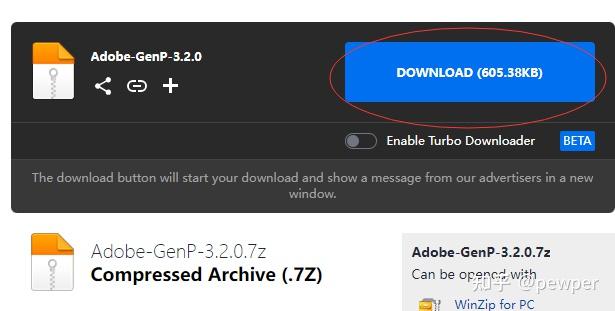 Adobe-GenP-3.2.0
DOWNLOAD (605.38KB)
Enable Turbo Downloader
BETA
The download button will start your download and show a message from our advertisers in a new
window.
Adobe-GenP-3.2.0.7z
Compressed Archive (.7Z)
Adobe-GenP-3.2.0.7z
Can be opened with
WinZip for PC
知乎 @pewper